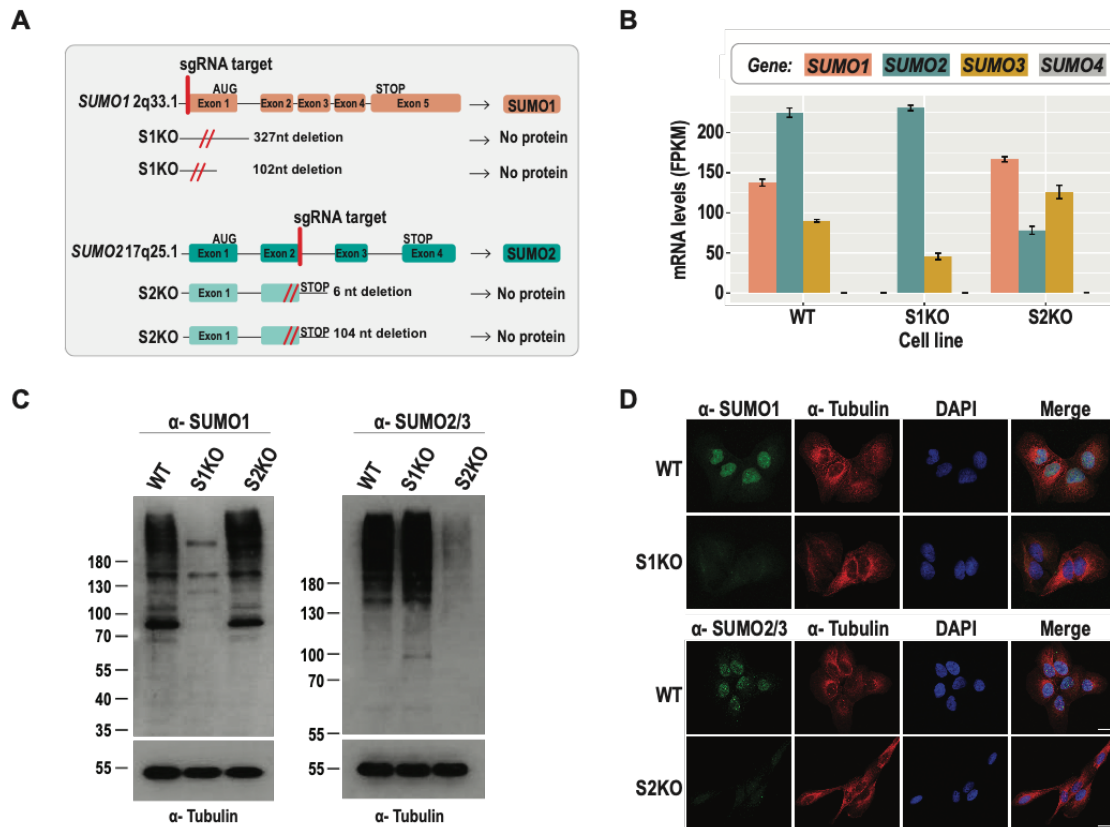 A
sgRNA target
AUG
STOP
SUMO1 2q33.1
Exon 1
Exon 2
Exon 3
Exon 4
Exon 5
SUMO1
S1KO
327nt deletion
No protein
S1KO
102nt deletion
No protein
sgRNA target
AUG
STOP
SUMO2 17q25.1
Exon 1
Exon 2
Exon 3
Exon 4
SUMO2
S2KO
Exon 1
STOP
6 nt deletion
No protein
S2KO
Exon 1
STOP
104 nt deletion
No protein
B
Gene: SUMO1 SUMO2 SUMO3 SUMO4
mRNA levels (FPKM)
200
150
100
50
0
WT S1KO S2KO
Cell line
C
α- SUMO1
WT S1KO S2KO
180
130
100
70
55
40
35
55
α- Tubulin
α- SUMO2/3
WT S1KO S2KO
180
130
100
70
55
55
α- Tubulin
D
α- SUMO1 α- Tubulin DAPI Merge
WT
S1KO
α- SUMO2/3 α- Tubulin DAPI Merge
WT
S2KO